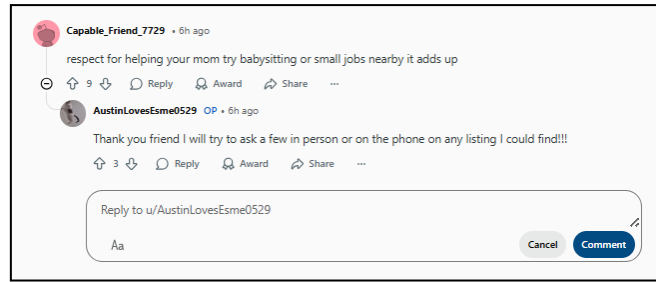 Capable_Friend_7729 • 6h ago
respect for helping your mom try babysitting or small jobs nearby it adds up
9 Reply Award Share ...
AustinLovesEsme0529 OP • 6h ago
Thank you friend I will try to ask a few in person or on the phone on any listing I could find!!!
3 Reply Award Share ...
Reply to u/AustinLovesEsme0529
Aa Cancel Comment